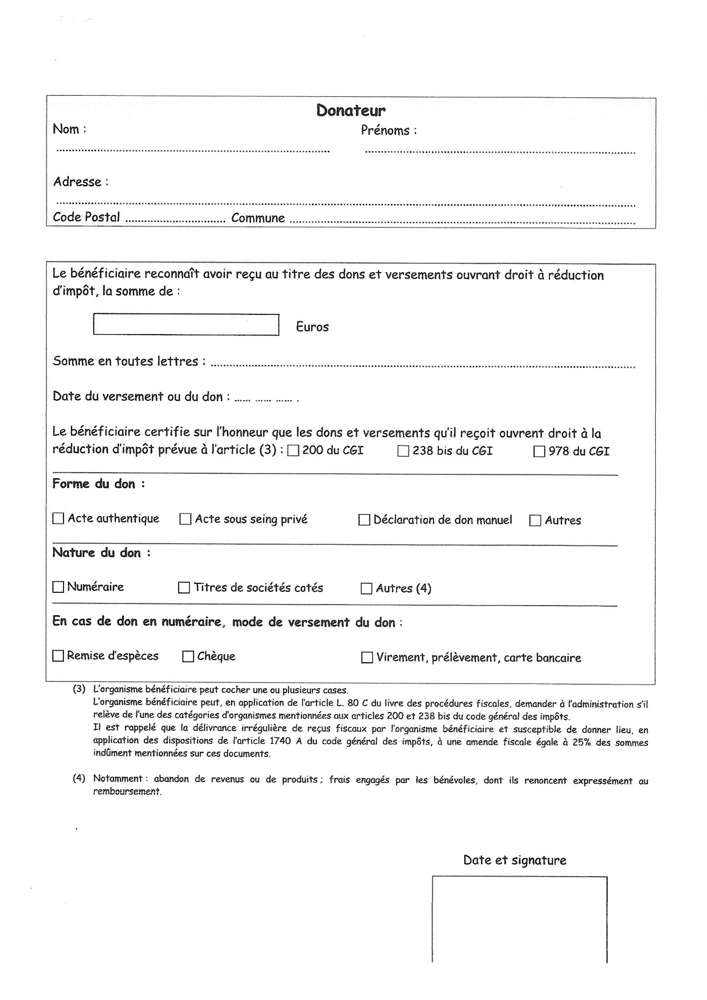 Donateur
Nom : Prénoms :
Adresse :
Code Postal ................................ Commune ................................
Le bénéficiaire reconnaît avoir reçu au titre des dons et versements ouvrant droit à réduction
d'impôt, la somme de :
Euros
Somme en toutes lettres : ................................
Date du versement ou du don : ...... ...... ...... .
Le bénéficiaire certifie sur l'honneur que les dons et versements qu'il reçoit ouvrent droit à la
réduction d'impôt prévue à l'article (3) : ☐ 200 du CGI ☐ 238 bis du CGI ☐ 978 du CGI
Forme du don :
☐ Acte authentique ☐ Acte sous seing privé ☐ Déclaration de don manuel ☐ Autres
Nature du don :
☐ Numéraire ☐ Titres de sociétés cotés ☐ Autres (4)
En cas de don en numéraire, mode de versement du don :
☐ Remise d'espèces ☐ Chèque ☐ Virement, prélèvement, carte bancaire
(3) L'organisme bénéficiaire peut cocher une ou plusieurs cases.
L'organisme bénéficiaire peut, en application de l'article L. 80 C du livre des procédures fiscales, demander à l'administration s'il
relève de l'une des catégories d'organismes mentionnées aux articles 200 et 238 bis du code général des impôts.
Il est rappelé que la délivrance irrégulière de reçus fiscaux par l'organisme bénéficiaire et susceptible de donner lieu, en
application des dispositions de l'article 1740 A du code général des impôts, à une amende fiscale égale à 25% des sommes
indûment mentionnées sur ces documents.
(4) Notamment : abandon de revenus ou de produits ; frais engagés par les bénévoles, dont ils renoncent expressément au
remboursement.
Date et signature